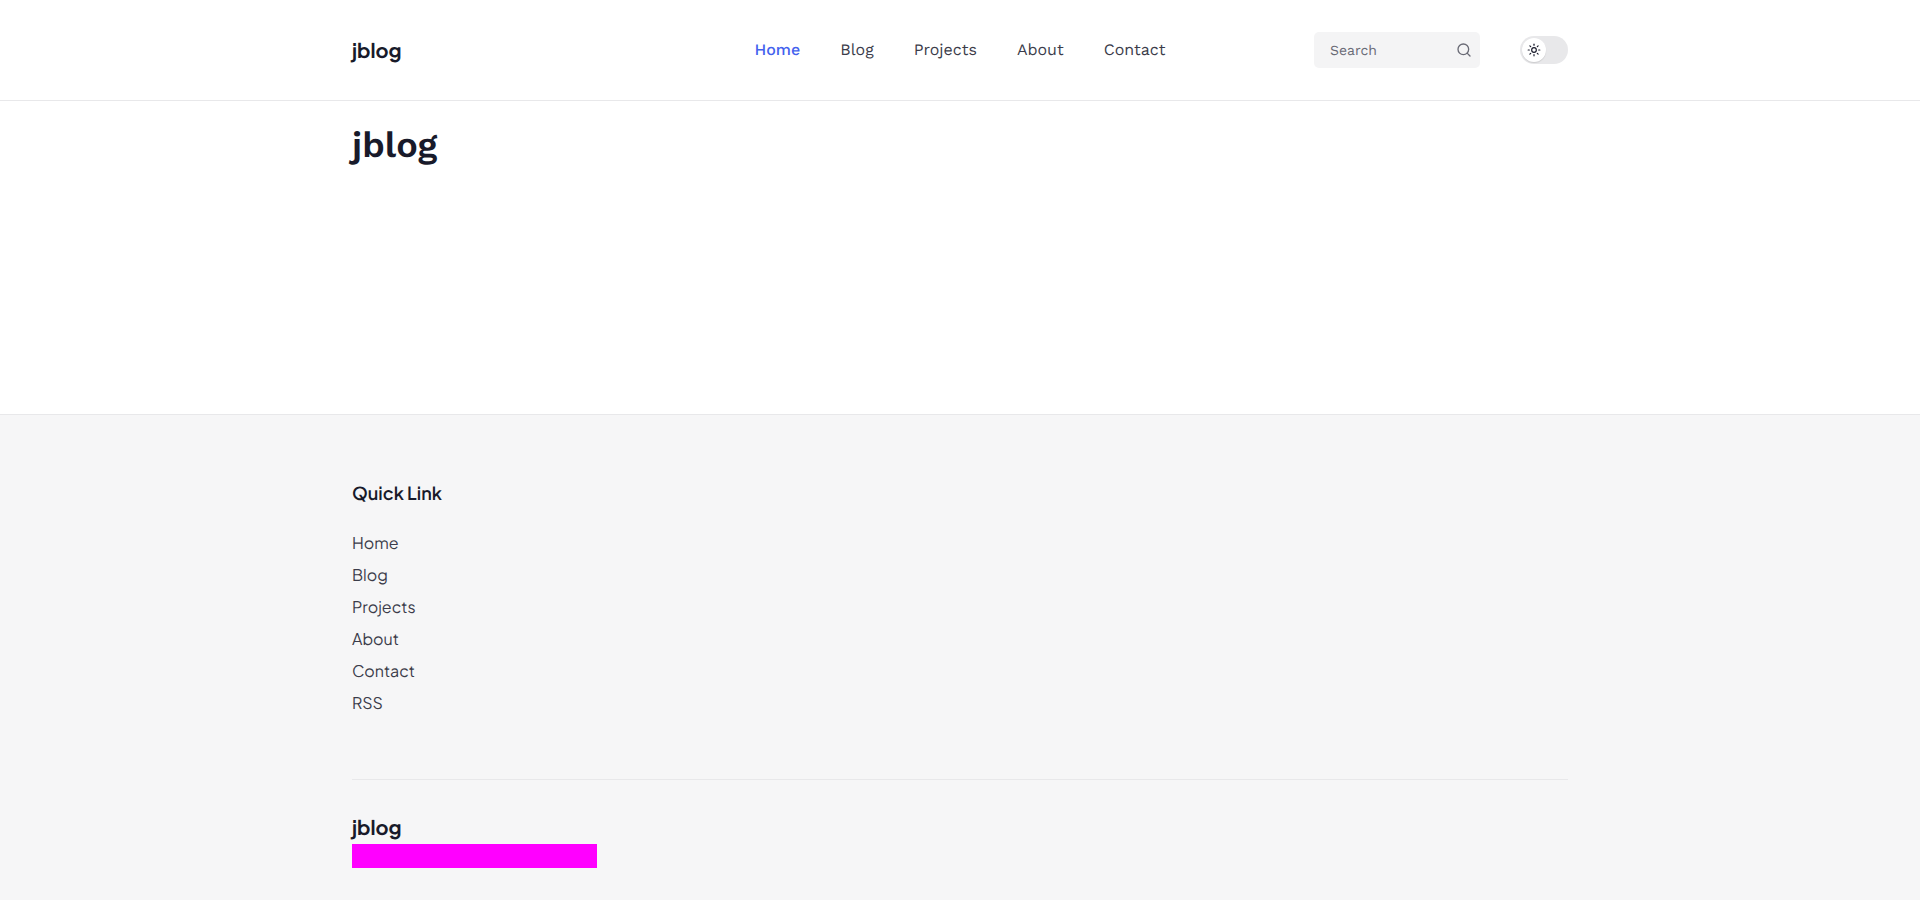 jblog
Home Blog Projects About Contact
Search
jblog
Quick Link
Home
Blog
Projects
About
Contact
RSS
jblog